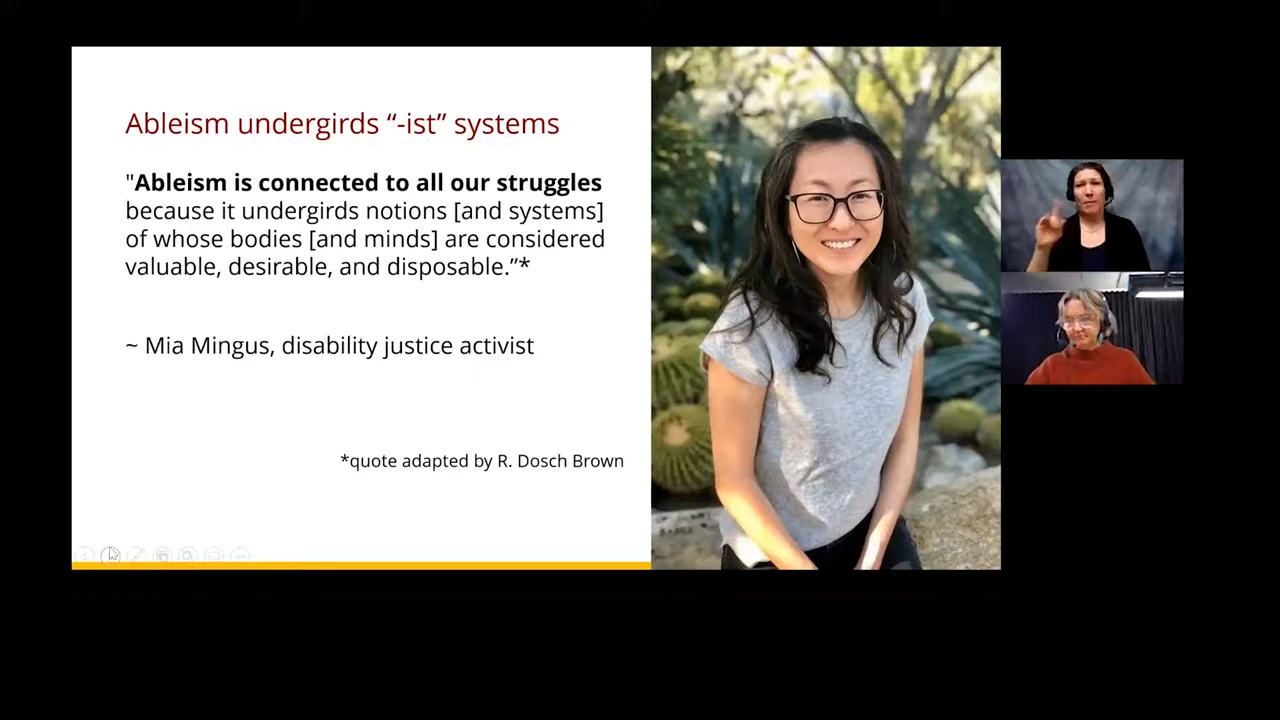 Ableism undergirds “-ist” systems
"Ableism is connected to all our struggles
because it undergirds notions [and systems]
of whose bodies [and minds] are considered
valuable, desirable, and disposable.”*
~ Mia Mingus, disability justice activist
*quote adapted by R. Dosch Brown